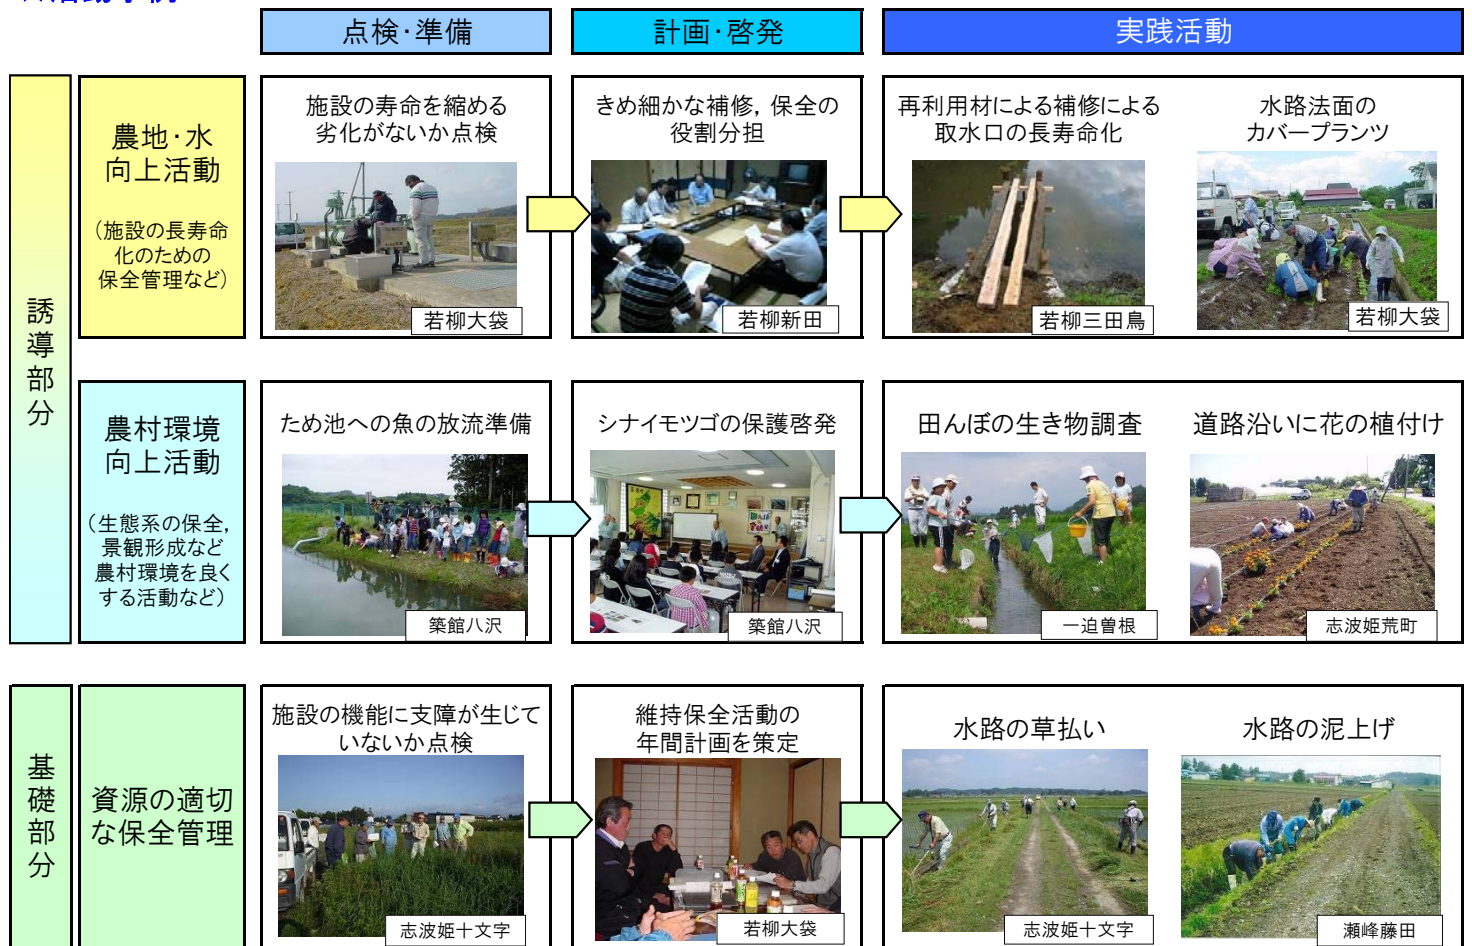 点検･準備
計画･啓発
実践活動
誘導部分
農地･水
向上活動
（施設の長寿命
化のための
保全管理など）
施設の寿命を縮める
劣化がないか点検
若柳大袋
きめ細かな補修，保全の
役割分担
若柳新田
再利用材による補修による
取水口の長寿命化
若柳三田鳥
水路法面の
カバープランツ
若柳大袋
農村環境
向上活動
（生態系の保全，
景観形成など
農村環境を良く
する活動など）
ため池への魚の放流準備
築館八沢
シナイモツゴの保護啓発
築館八沢
田んぼの生き物調査
一迫曽根
道路沿いに花の植付け
志波姫荒町
基礎部分
資源の適切
な保全管理
施設の機能に支障が生じて
いないか点検
志波姫十文字
維持保全活動の
年間計画を策定
若柳大袋
水路の草払い
志波姫十文字
水路の泥上げ
瀬峰藤田